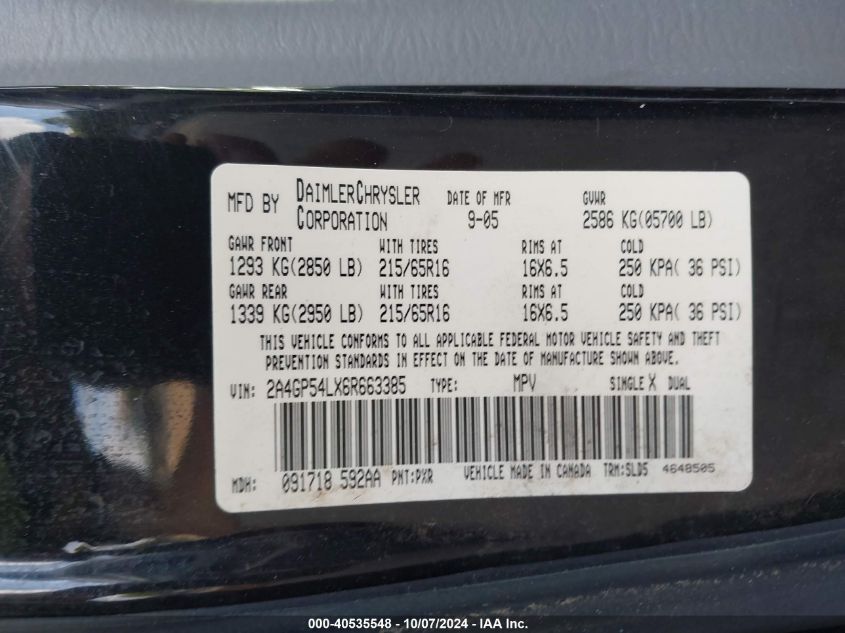 MFD BY DAIMLERCHRYSLER CORPORATION DATE OF MFR 9-05 GVWR 2586 KG(05700 LB)
GAWR FRONT WITH TIRES RIMS AT COLD
1293 KG(2850 LB) 215/65R16 16X6.5 250 KPA( 36 PSI)
GAWR REAR WITH TIRES RIMS AT COLD
1339 KG(2950 LB) 215/65R16 16X6.5 250 KPA( 36 PSI)
THIS VEHICLE CONFORMS TO ALL APPLICABLE FEDERAL MOTOR VEHICLE SAFETY AND THEFT
PREVENTION STANDARDS IN EFFECT ON THE DATE OF MANUFACTURE SHOWN ABOVE.
VIN: 2A4GP54LX6R663385 TYPE: MPV SINGLE X DUAL
MDH: 091718 592AA PNT:PXR VEHICLE MADE IN CANADA TRM:SLD5 4648505
000-40535548 - 10/07/2024 - IAAI Inc.